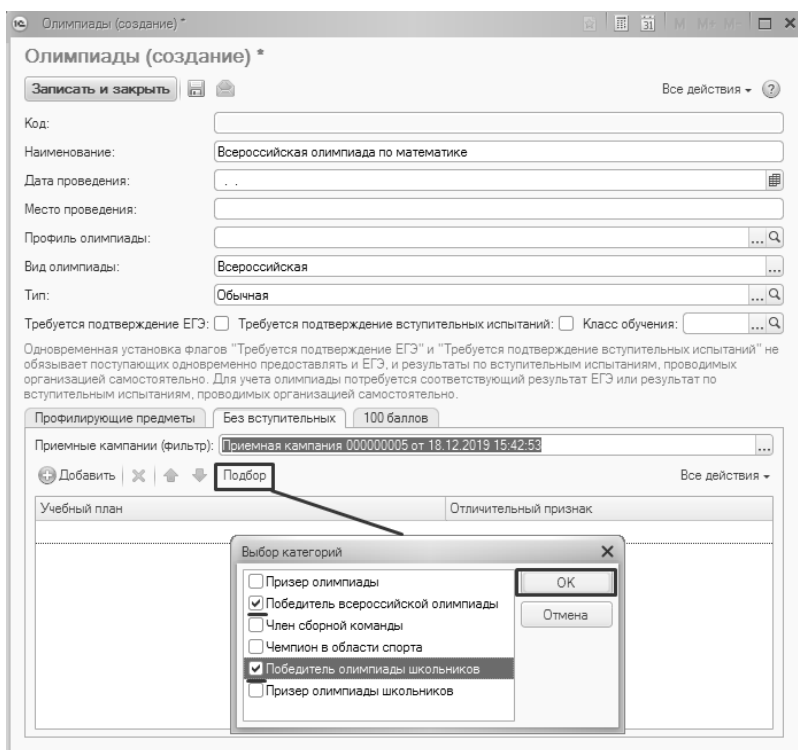 Олимпиады (создание) *
31 M M+ M-
Олимпиады (создание) *
Записать и закрыть Все действия ?
Код:
Наименование: Всероссийская олимпиада по математике
Дата проведения: . .
Место проведения:
Профиль олимпиады: ...
Вид олимпиады: Всероссийская ...
Тип: Обычная ...
Требуется подтверждение ЕГЭ: Требуется подтверждение вступительных испытаний: Класс обучения: ...
Одновременная установка флагов "Требуется подтверждение ЕГЭ" и "Требуется подтверждение вступительных испытаний" не
обязывает поступающих одновременно предоставлять и ЕГЭ, и результаты по вступительным испытаниям, проводимых
организацией самостоятельно. Для учета олимпиады потребуется соответствующий результат ЕГЭ или результат по
вступительным испытаниям, проводимых организацией самостоятельно.
Профилирующие предметы Без вступительных 100 баллов
Приемные кампании (фильтр): Приемная кампания 000000005 от 18.12.2019 15:42:53 ...
Добавить Подбор Все действия
Учебный план Отличительный признак
Выбор категорий
Призер олимпиады
Победитель всероссийской олимпиады
Член сборной команды
Чемпион в области спорта
Победитель олимпиады школьников
Призер олимпиады школьников
OK
Отмена